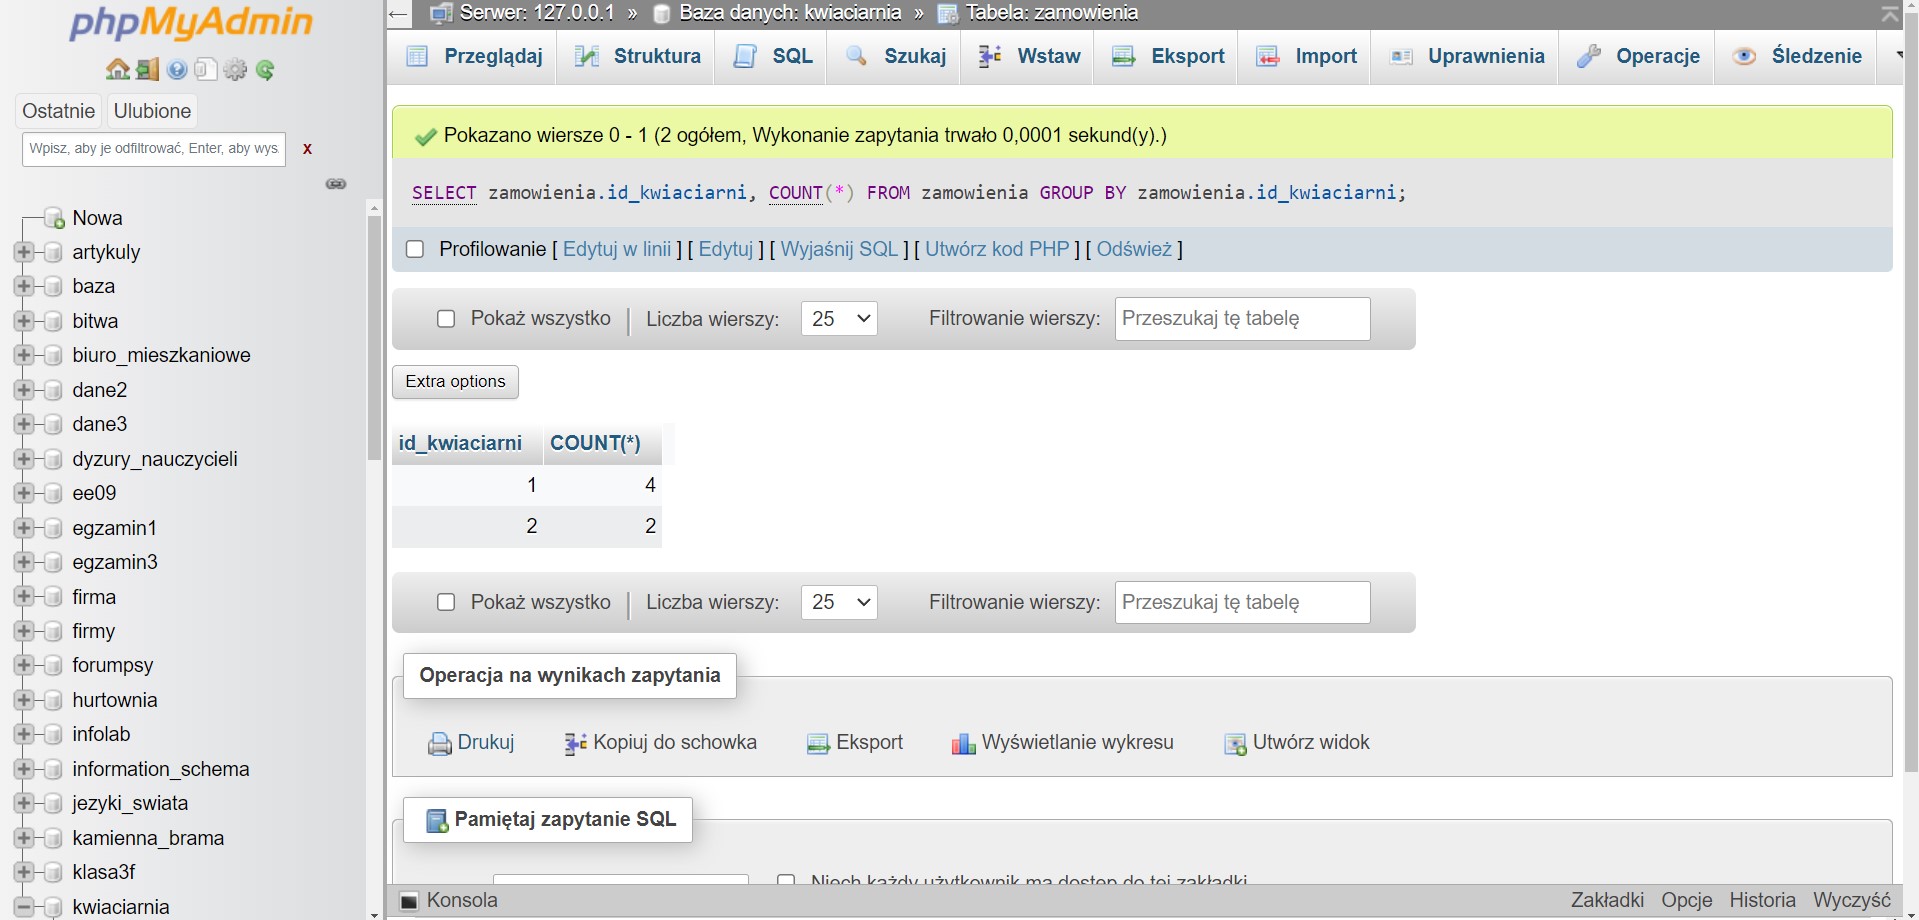 phpMyAdmin
Ostatnie Ulubione
Wpisz, aby je odfiltrować, Enter, aby wys. X
Nowa
artykuly
baza
bitwa
biuro_mieszkaniowe
dane2
dane3
dyzury_nauczycieli
ee09
egzamin1
egzamin3
firma
firmy
forumpsy
hurtownia
infolab
information_schema
jezyki_swiata
kamienna_brama
klasa3f
kwiaciarnia
← Serwer: 127.0.0.1 » Baza danych: kwiaciarnia » Tabela: zamowienia
Przeglądaj Struktura SQL Szukaj Wstaw Eksport Import Uprawnienia Operacje Śledzenie
Pokazano wiersze 0 - 1 (2 ogółem, Wykonanie zapytania trwało 0,0001 sekund(y).)
SELECT zamowienia.id_kwiaciarni, COUNT(*) FROM zamowienia GROUP BY zamowienia.id_kwiaciarni;
Profilowanie [ Edytuj w linii ] [ Edytuj ] [ Wyjaśnij SQL ] [ Utwórz kod PHP ] [ Odśwież ]
Pokaż wszystko | Liczba wierszy: 25 Filtrowanie wierszy: Przeszukaj tę tabelę
Extra options
id_kwiaciarni COUNT(*)
1 4
2 2
Pokaż wszystko | Liczba wierszy: 25 Filtrowanie wierszy: Przeszukaj tę tabelę
Operacja na wynikach zapytania
Drukuj Kopiuj do schowka Eksport Wyświetlanie wykresu Utwórz widok
Pamiętaj zapytanie SQL
Niech każdy użytkownik ma dostęp do tej zakładki
Konsola Zakładki Opcje Historia Wyczyść